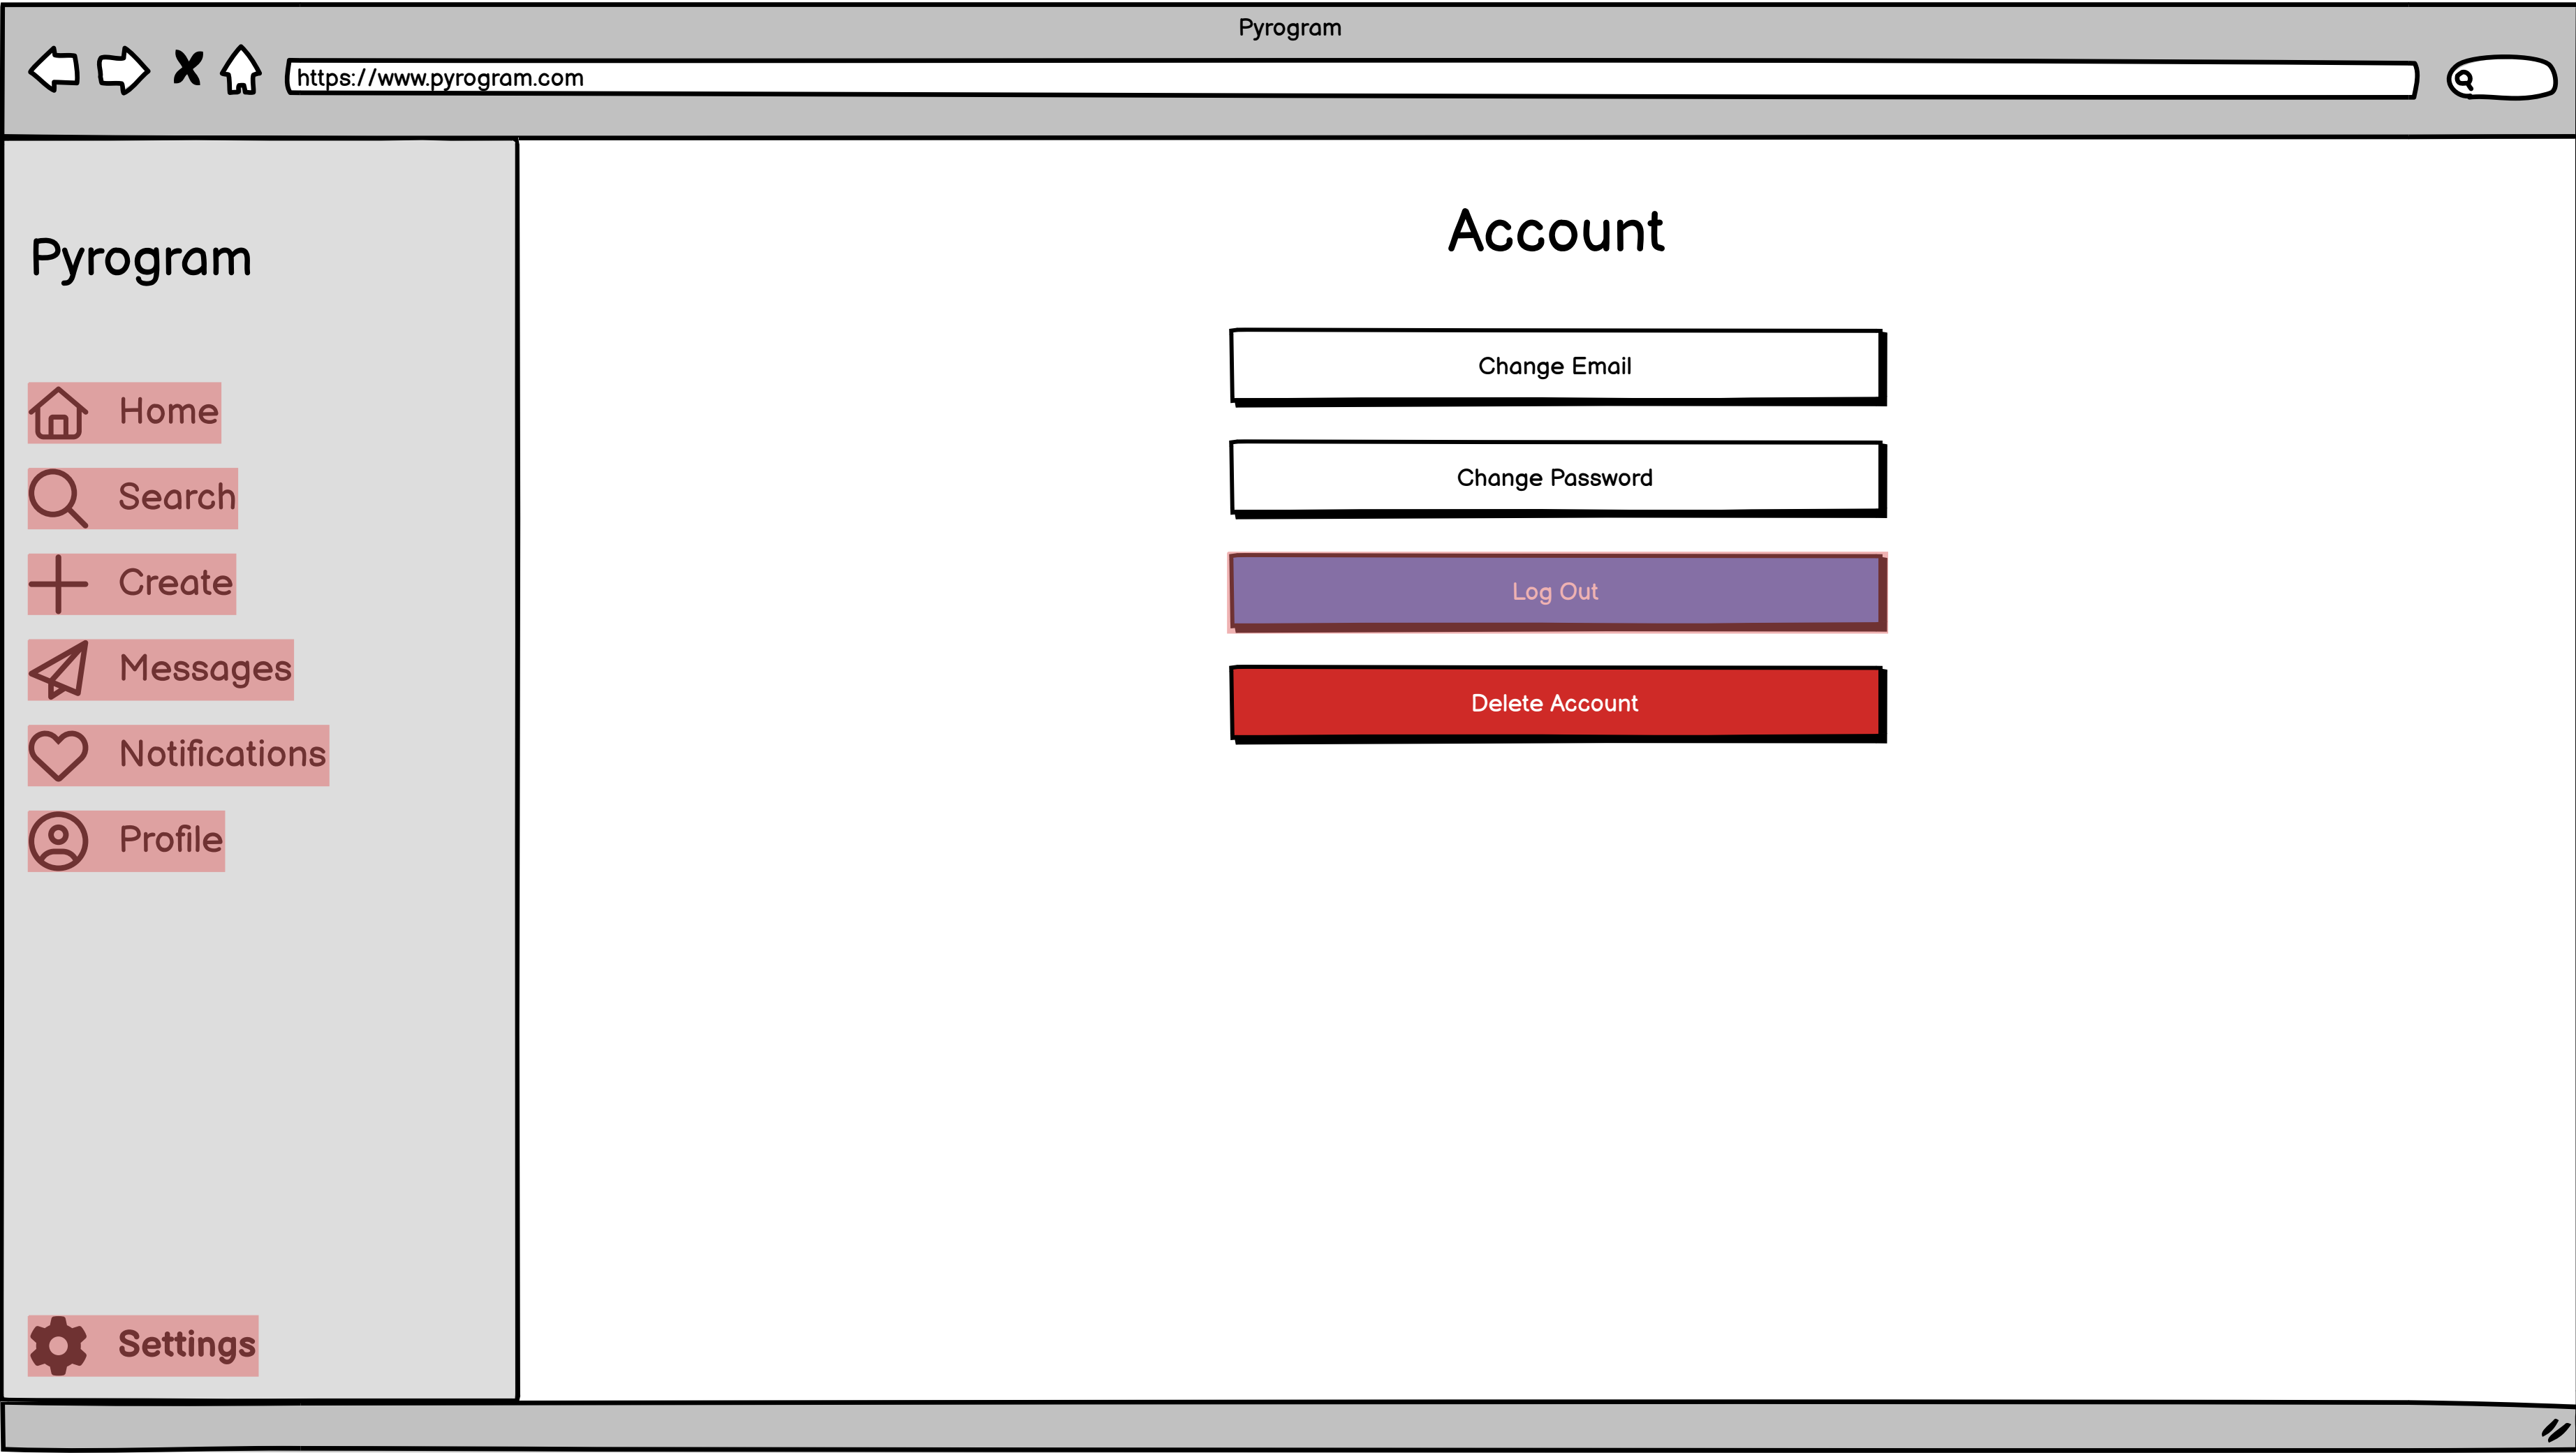 Pyrogram
https://www.pyrogram.com
Pyrogram
Home
Search
Create
Messages
Notifications
Profile
Settings
Account
Change Email
Change Password
Log Out
Delete Account